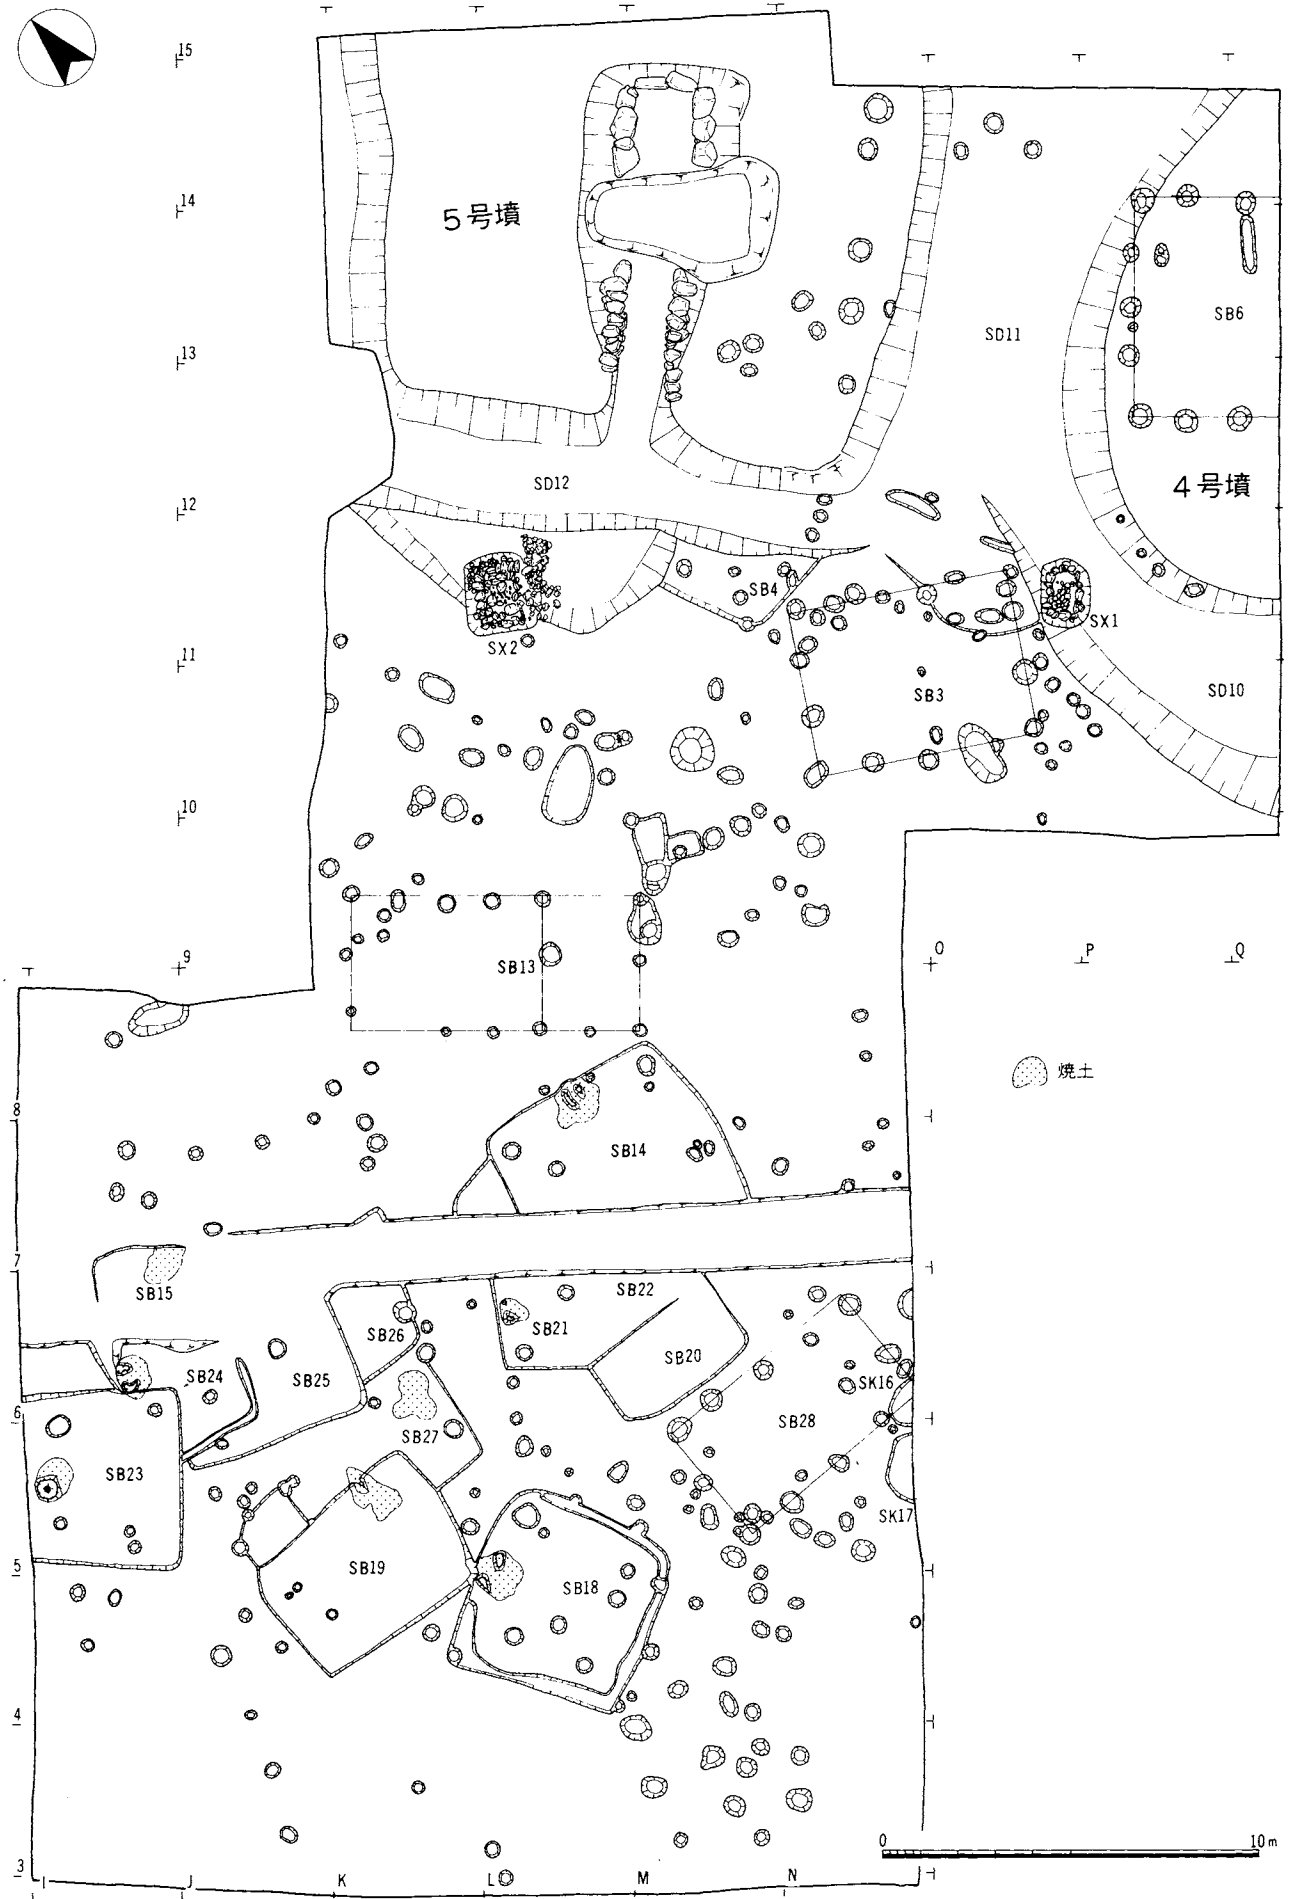 15
14
5号墳
SB6
SD11
13
4号墳
SD12
12
SB4
SX1
SX2
11
SB3
SD10
10
9
SB13
O
P
Q
焼土
8
SB14
7
SB15
SB22
SB21
SB26
SB20
SB24
SB25
SK16
6
SB28
SB27
SB23
SK17
5
SB19
SB18
4
0 10m
3
I J K L M N